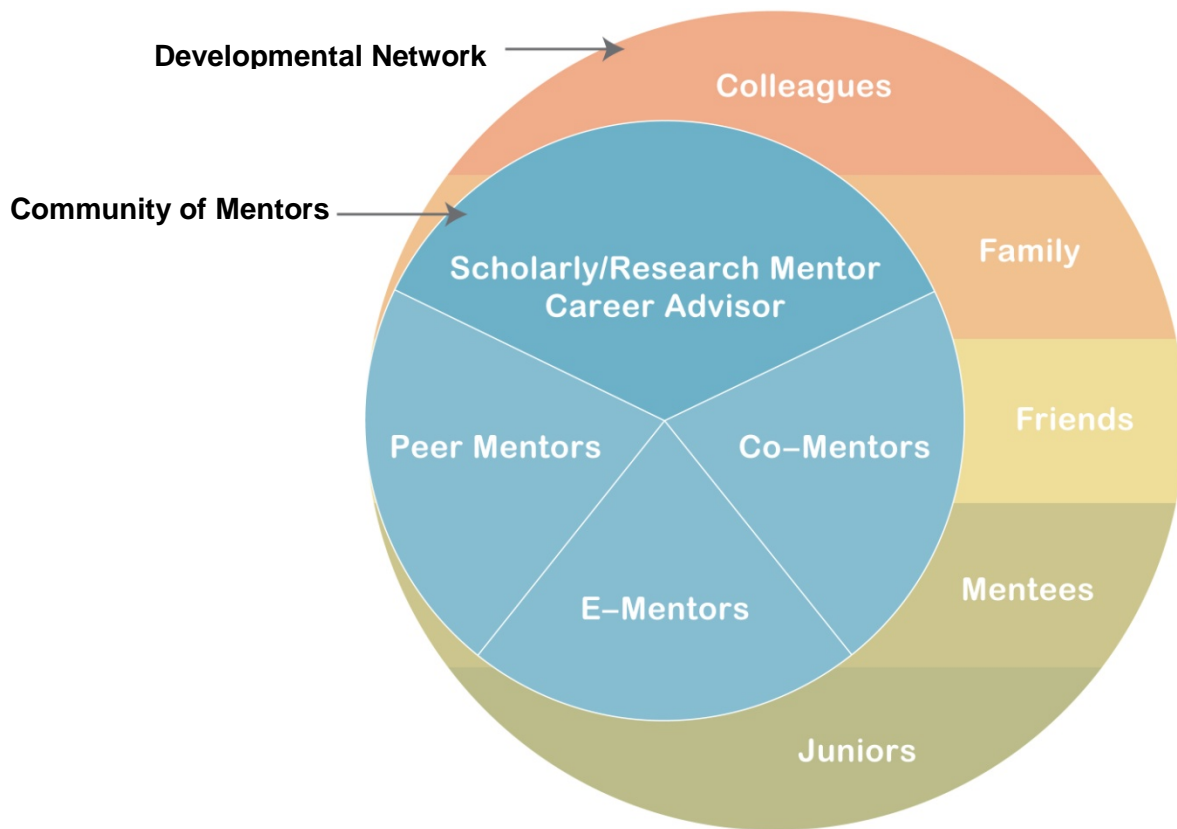 Developmental Network
Colleagues
Community of Mentors
Family
Scholarly/Research Mentor
Career Advisor
Friends
Peer Mentors
Co–Mentors
Mentees
E–Mentors
Juniors